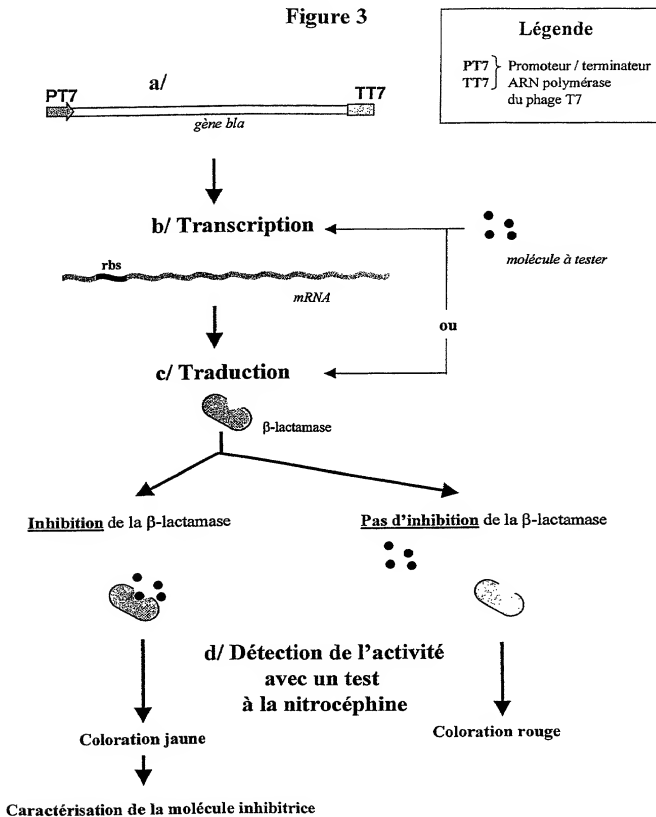 Figure 3
Légende
PT7 Promoteur / terminateur
TT7 ARN polymérase
du phage T7
a/
PT7
TT7
gène bla
b/ Transcription
molécule à tester
rbs
mRNA
ou
c/ Traduction
β-lactamase
Inhibition de la β-lactamase
Pas d'inhibition de la β-lactamase
d/ Détection de l'activité
avec un test
à la nitrocéphine
Coloration jaune
Coloration rouge
Caractérisation de la molécule inhibitrice